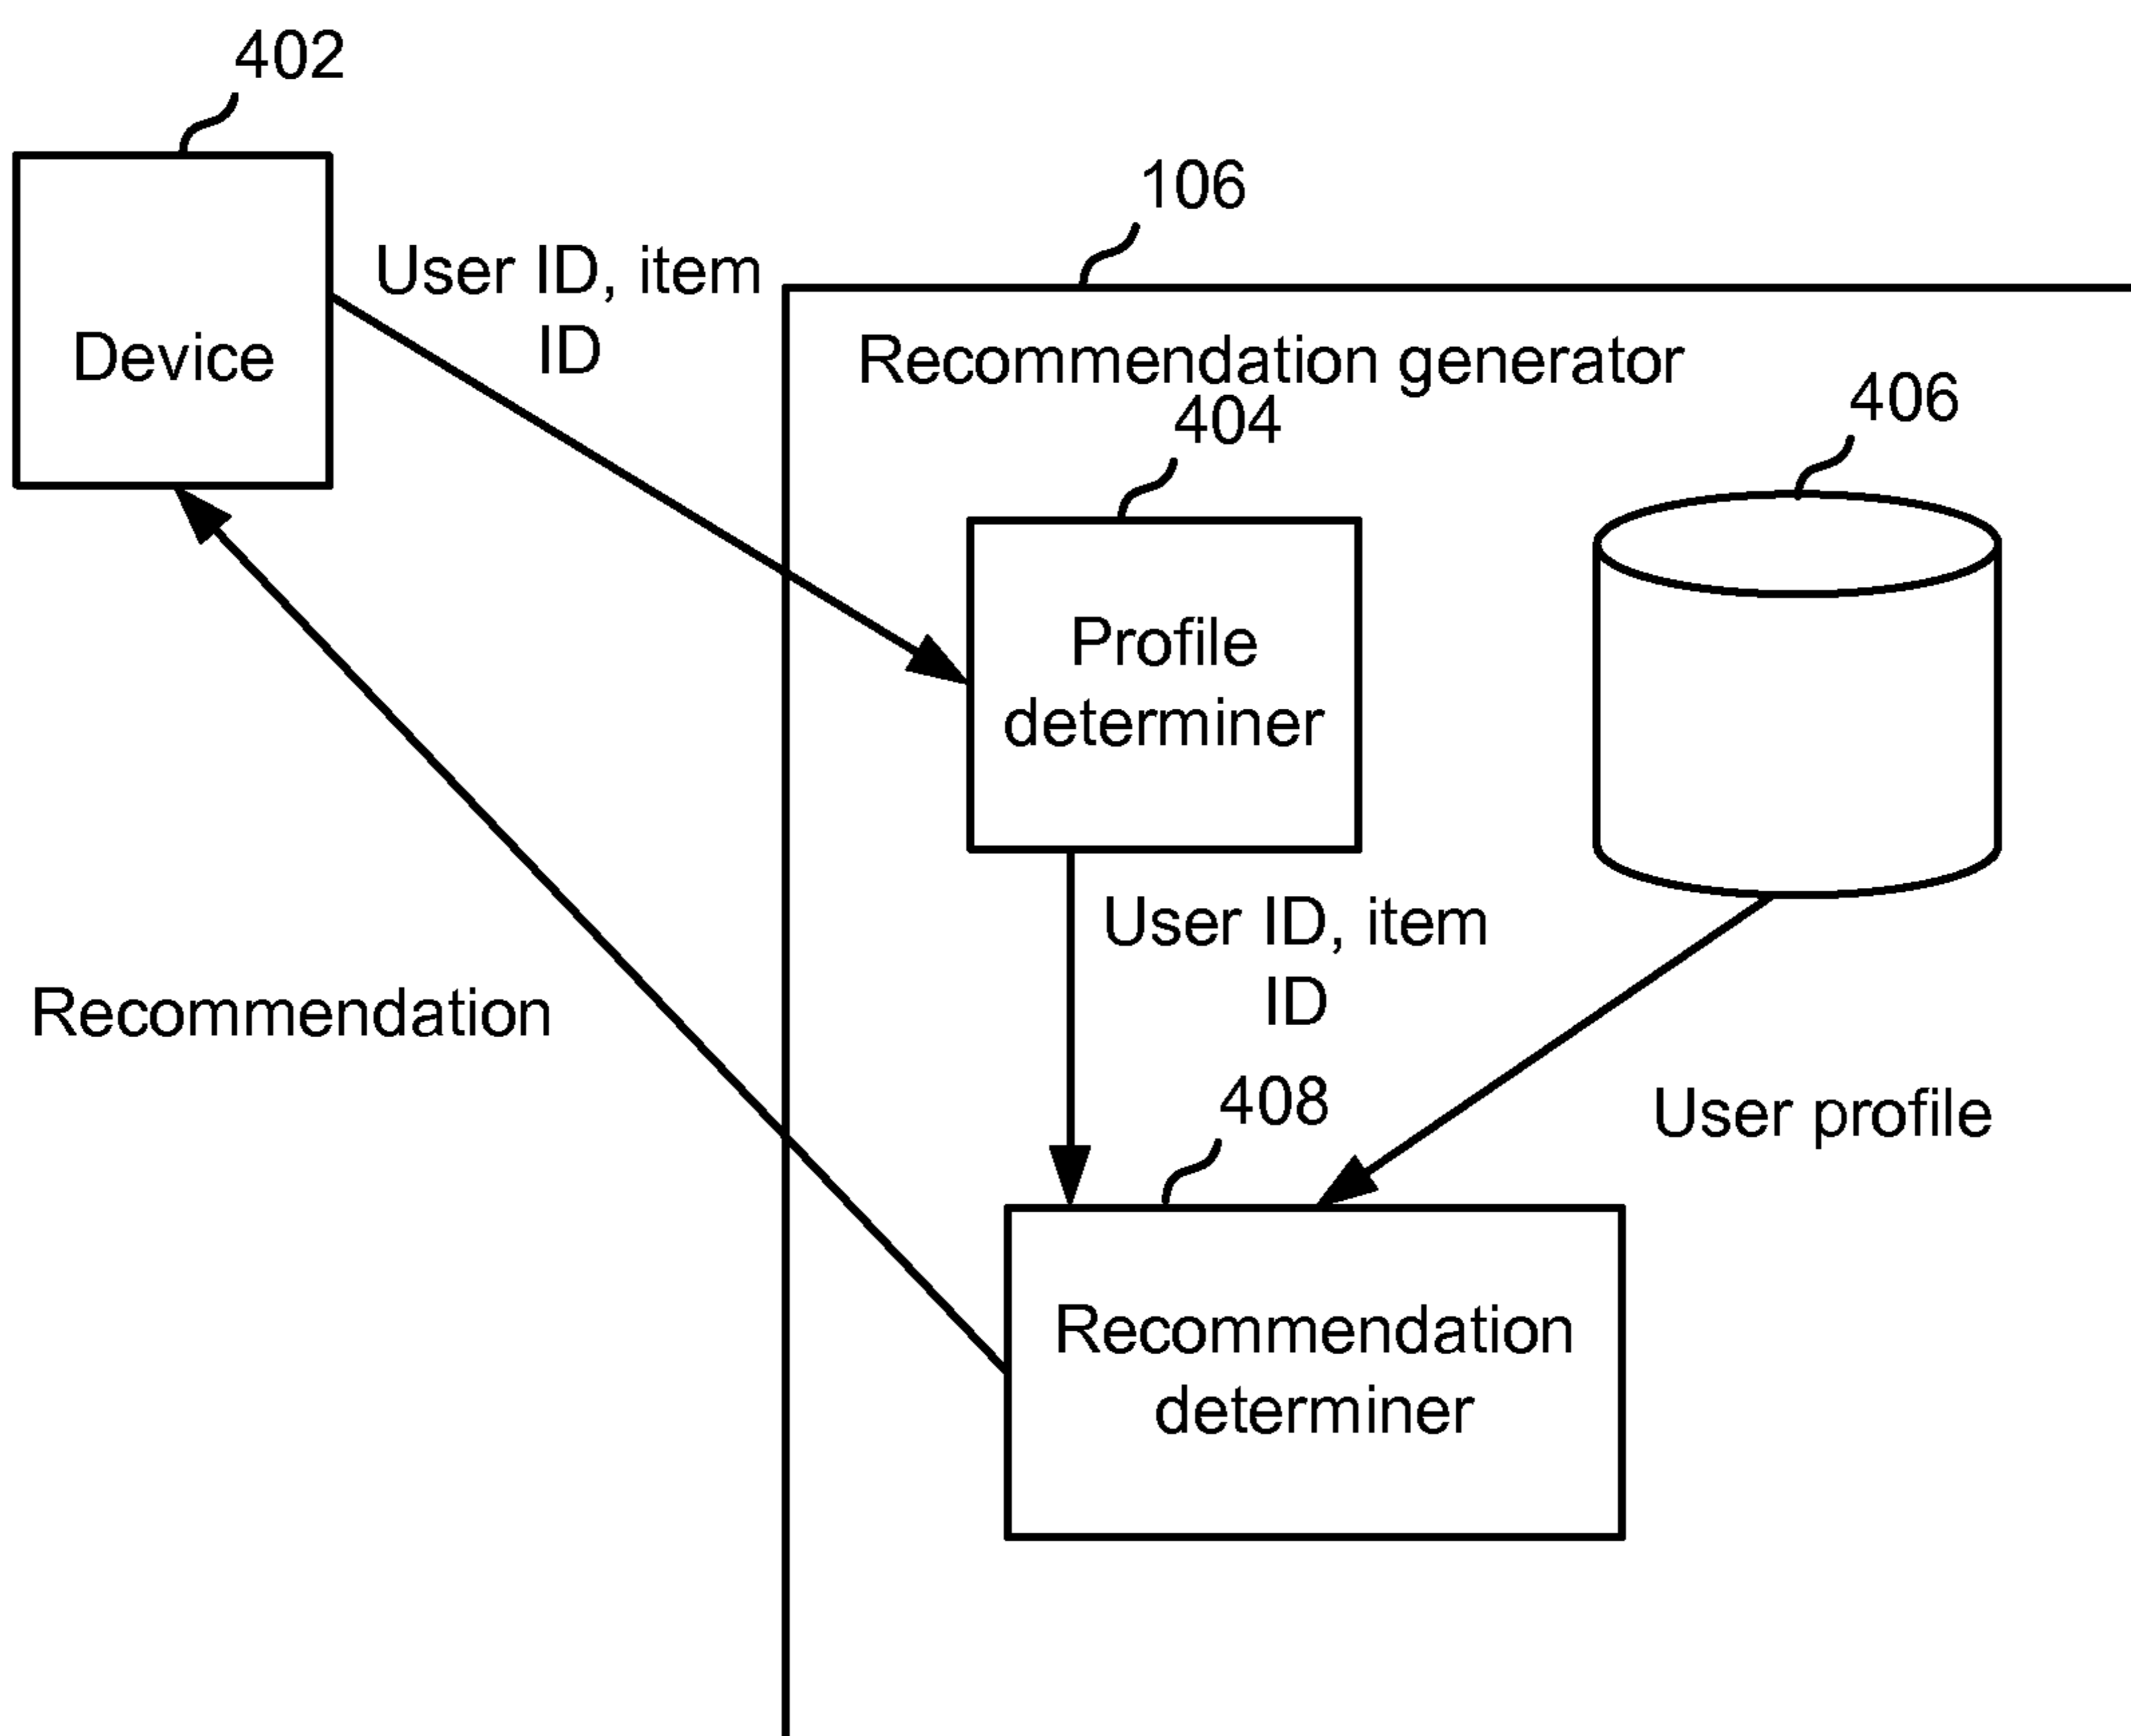 402
106
User ID, item
ID
Device
Recommendation generator
404
406
Profile
determiner
User ID, item
ID
Recommendation
408
User profile
Recommendation
determiner